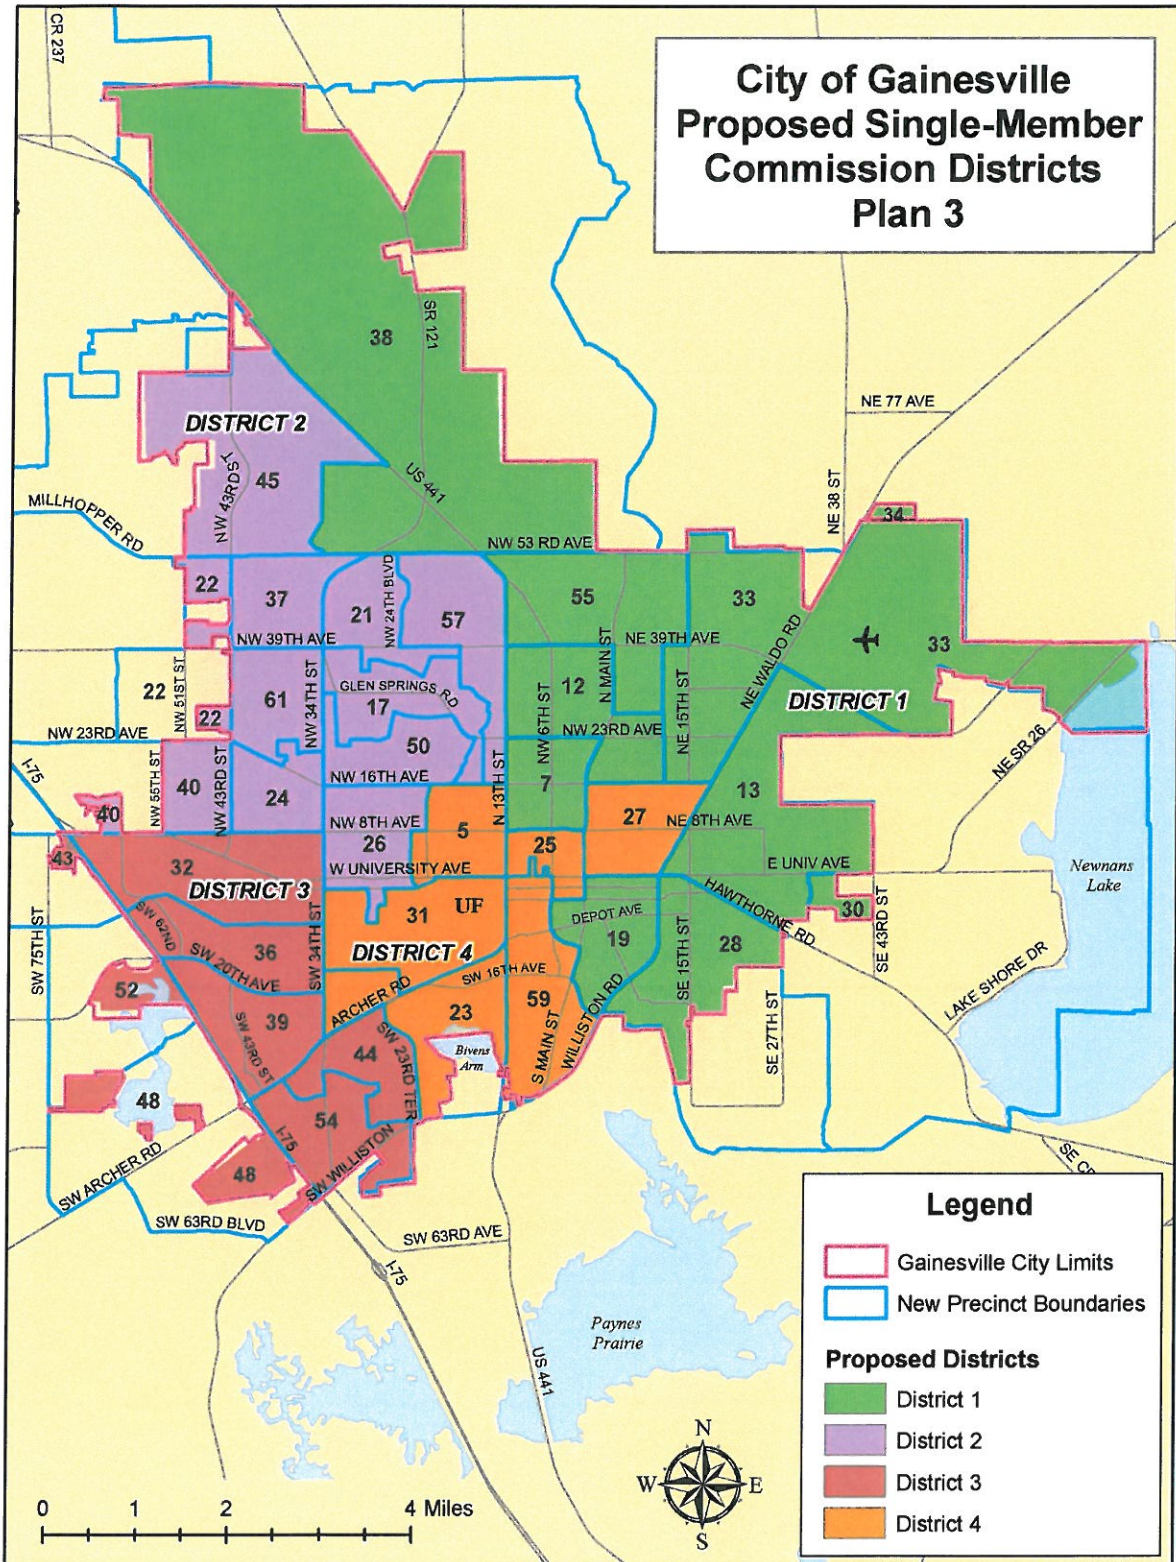 City of Gainesville
Proposed Single-Member
Commission Districts
Plan 3
CR 237
38
SR 121
NE 77 AVE
DISTRICT 2
45
NW 43RD ST
US 441
NE 38 ST
MILLHOPPER RD
34
NW 53 RD AVE
22
37
21
NW 24TH BLVD
57
55
33
NW 39TH AVE
N MAIN ST
NE 39TH AVE
NE WALDO RD
33
22
NW 51ST ST
61
NW 34TH ST
GLEN SPRINGS RD
17
12
NW 6TH ST
NE 15TH ST
DISTRICT 1
22
NW 23RD AVE
50
NW 23RD AVE
NE SR 26
I-75
NW 55TH ST
40
NW 43RD ST
24
NW 16TH AVE
N 13TH ST
7
13
40
NW 8TH AVE
5
27
NE 8TH AVE
43
32
26
25
W UNIVERSITY AVE
E UNIV AVE
Newnans
Lake
DISTRICT 3
31
UF
HAWTHORNE RD
30
SW 75TH ST
SW 62ND
36
SW 34TH ST
DISTRICT 4
DEPOT AVE
19
SE 15TH ST
28
SE 43RD ST
SW 20TH AVE
52
ARCHER RD
SW 16TH AVE
LAKE SHORE DR
39
SW 43RD ST
44
SW 23RD TER
23
59
S MAIN ST
WILLISTON RD
SE 27TH ST
Bivens
Arm
48
54
I-75
SW ARCHER RD
48
SW WILLISTON
SE CR
SW 63RD BLVD
SW 63RD AVE
I-75
Paynes
Prairie
US 441
Legend
Gainesville City Limits
New Precinct Boundaries
Proposed Districts
District 1
District 2
District 3
District 4
N
W E
S
0 1 2 4 Miles